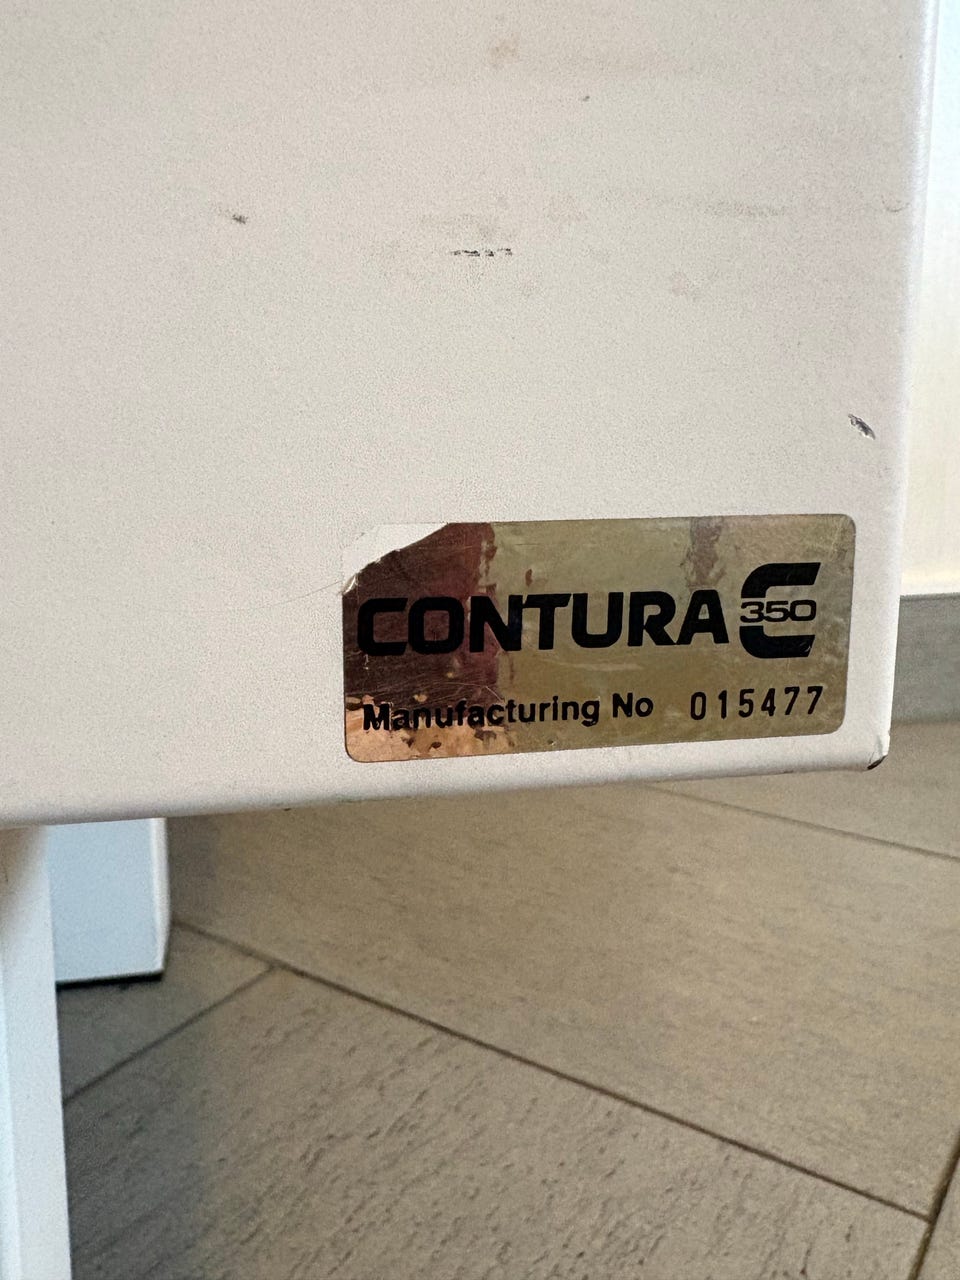 CONTURA C 350
Manufacturing No 015477